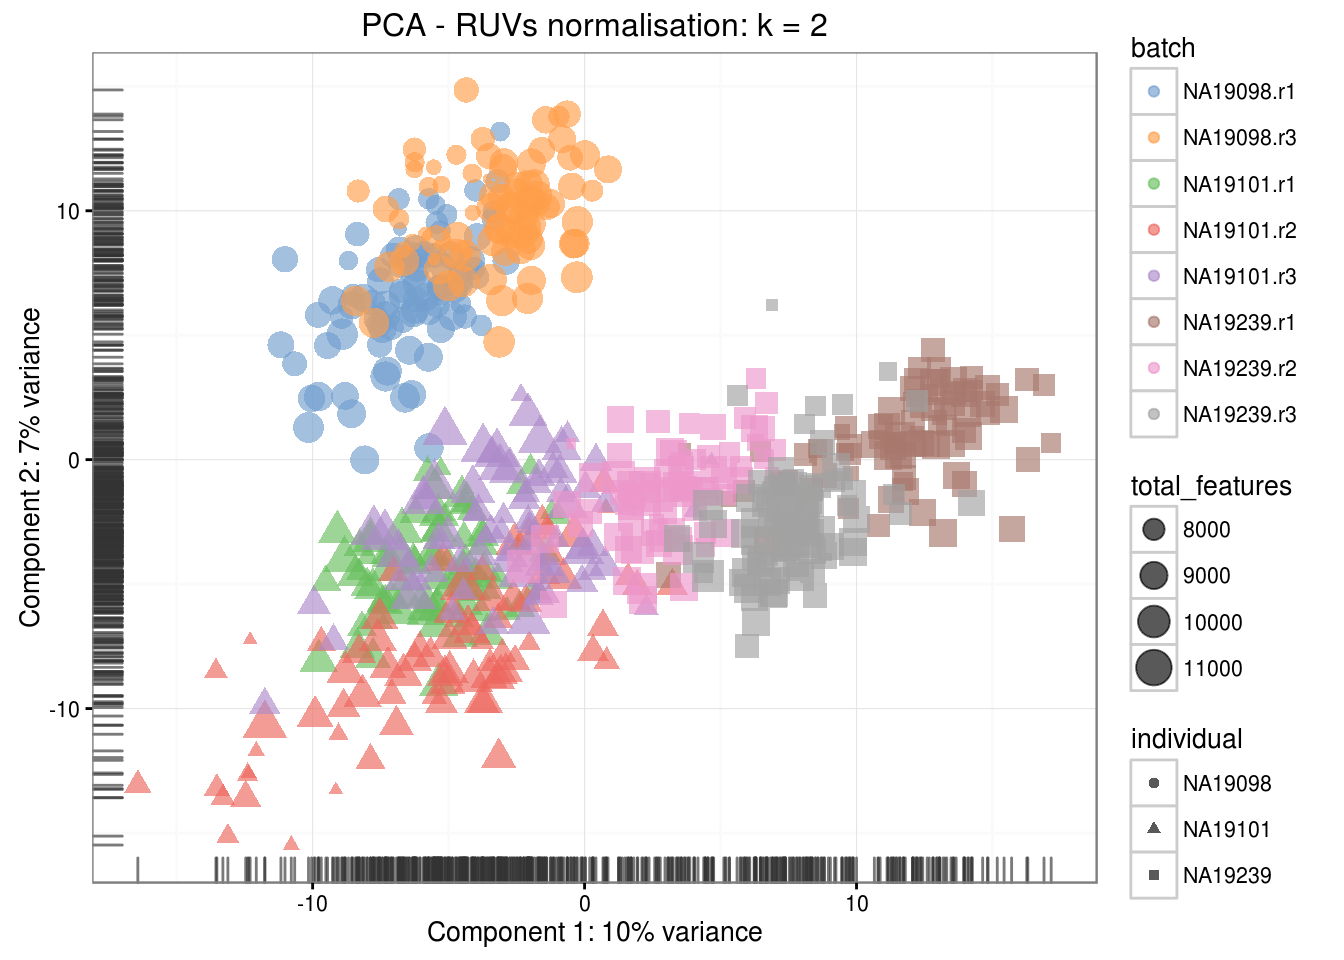 PCA - RUVs normalisation: k = 2
Component 2: 7% variance
10
0
-10
-10
0
10
Component 1: 10% variance
batch
NA19098.r1
NA19098.r3
NA19101.r1
NA19101.r2
NA19101.r3
NA19239.r1
NA19239.r2
NA19239.r3
total_features
8000
9000
10000
11000
individual
NA19098
NA19101
NA19239